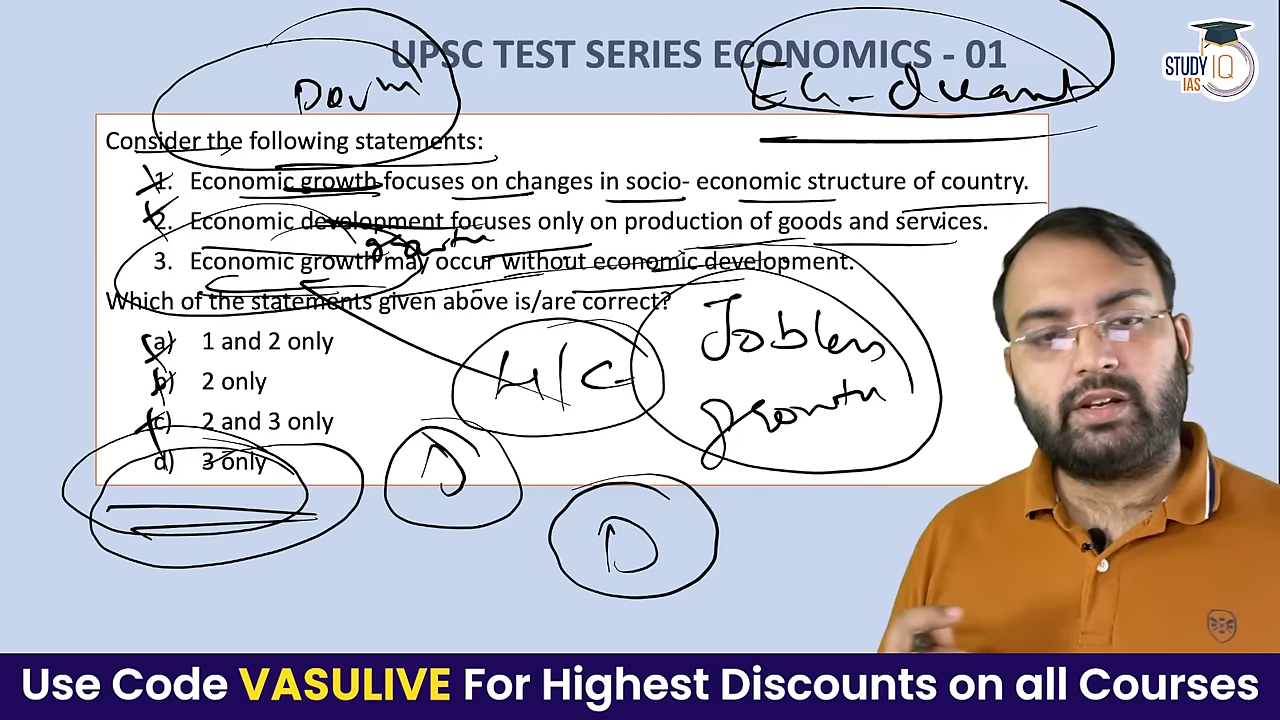 UPSC TEST SERIES ECONOMICS - 01
STUDY IQ
IAS
Consider the following statements:
1. Economic growth focuses on changes in socio- economic structure of country.
2. Economic development focuses only on production of goods and services.
growth
3. Economic growth may occur without economic development.
Which of the statements given above is/are correct?
a) 1 and 2 only
b) 2 only
c) 2 and 3 only
d) 3 only
H/C
Jobless
growth
D
D
Use Code VASULIVE For Highest Discounts on all Courses